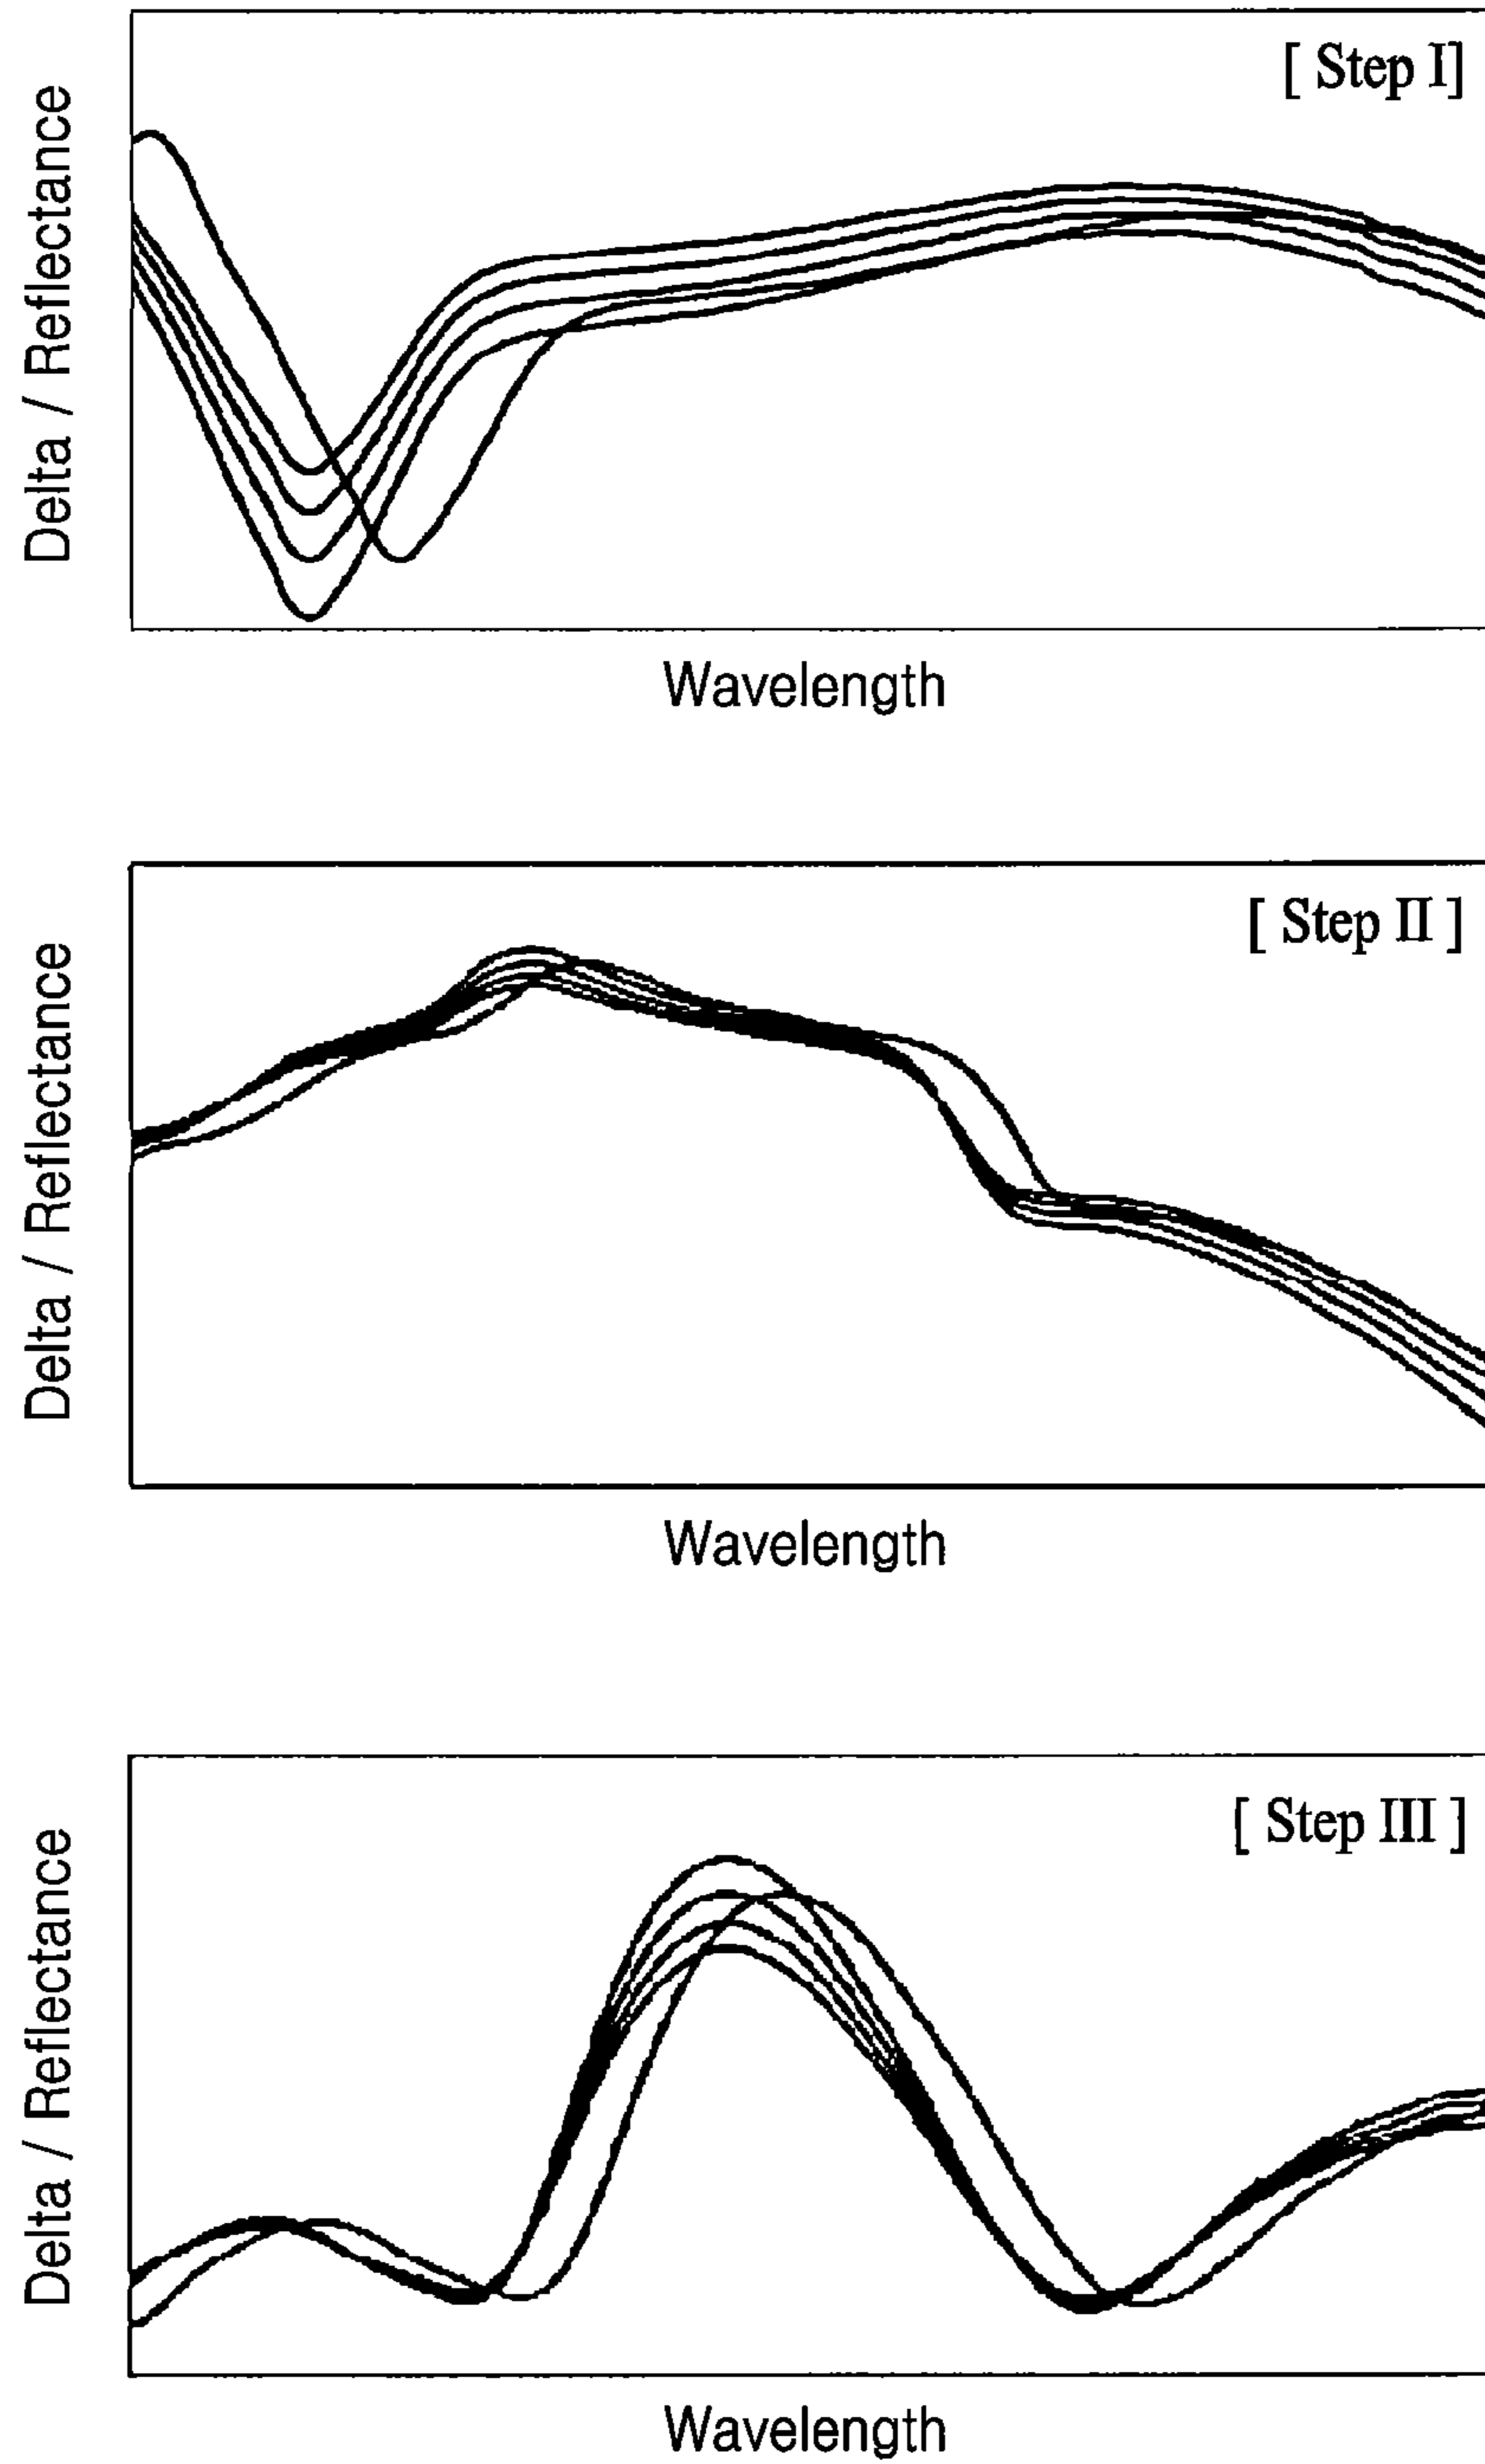 [ Step I]
Delta / Reflectance
Wavelength
[ Step II ]
Delta / Reflectance
Wavelength
[ Step III ]
Delta / Reflectance
Wavelength